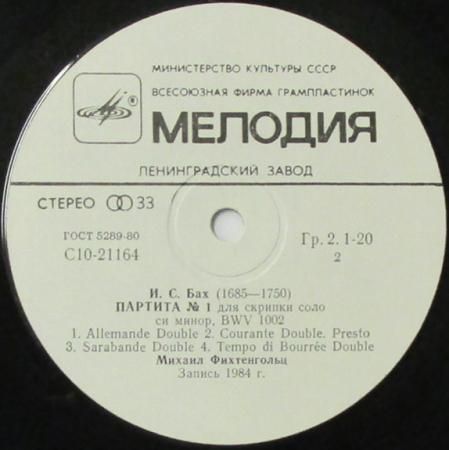 МИНИСТЕРСТВО КУЛЬТУРЫ СССР
ВСЕСОЮЗНАЯ ФИРМА ГРАМПЛАСТИНОК
®
МЕЛОДИЯ
ЛЕНИНГРАДСКИЙ ЗАВОД
СТЕРЕО 33
ГОСТ 5289-80
Гр. 2. 1-20
С10-21164
2
И. С. Бах (1685—1750)
ПАРТИТА № 1 для скрипки соло
си минор, BWV 1002
1. Allemande Double 2. Courante Double. Presto
3. Sarabande Double 4. Tempo di Bourrée Double
Михаил Фихтенгольц
Запись 1984 г.